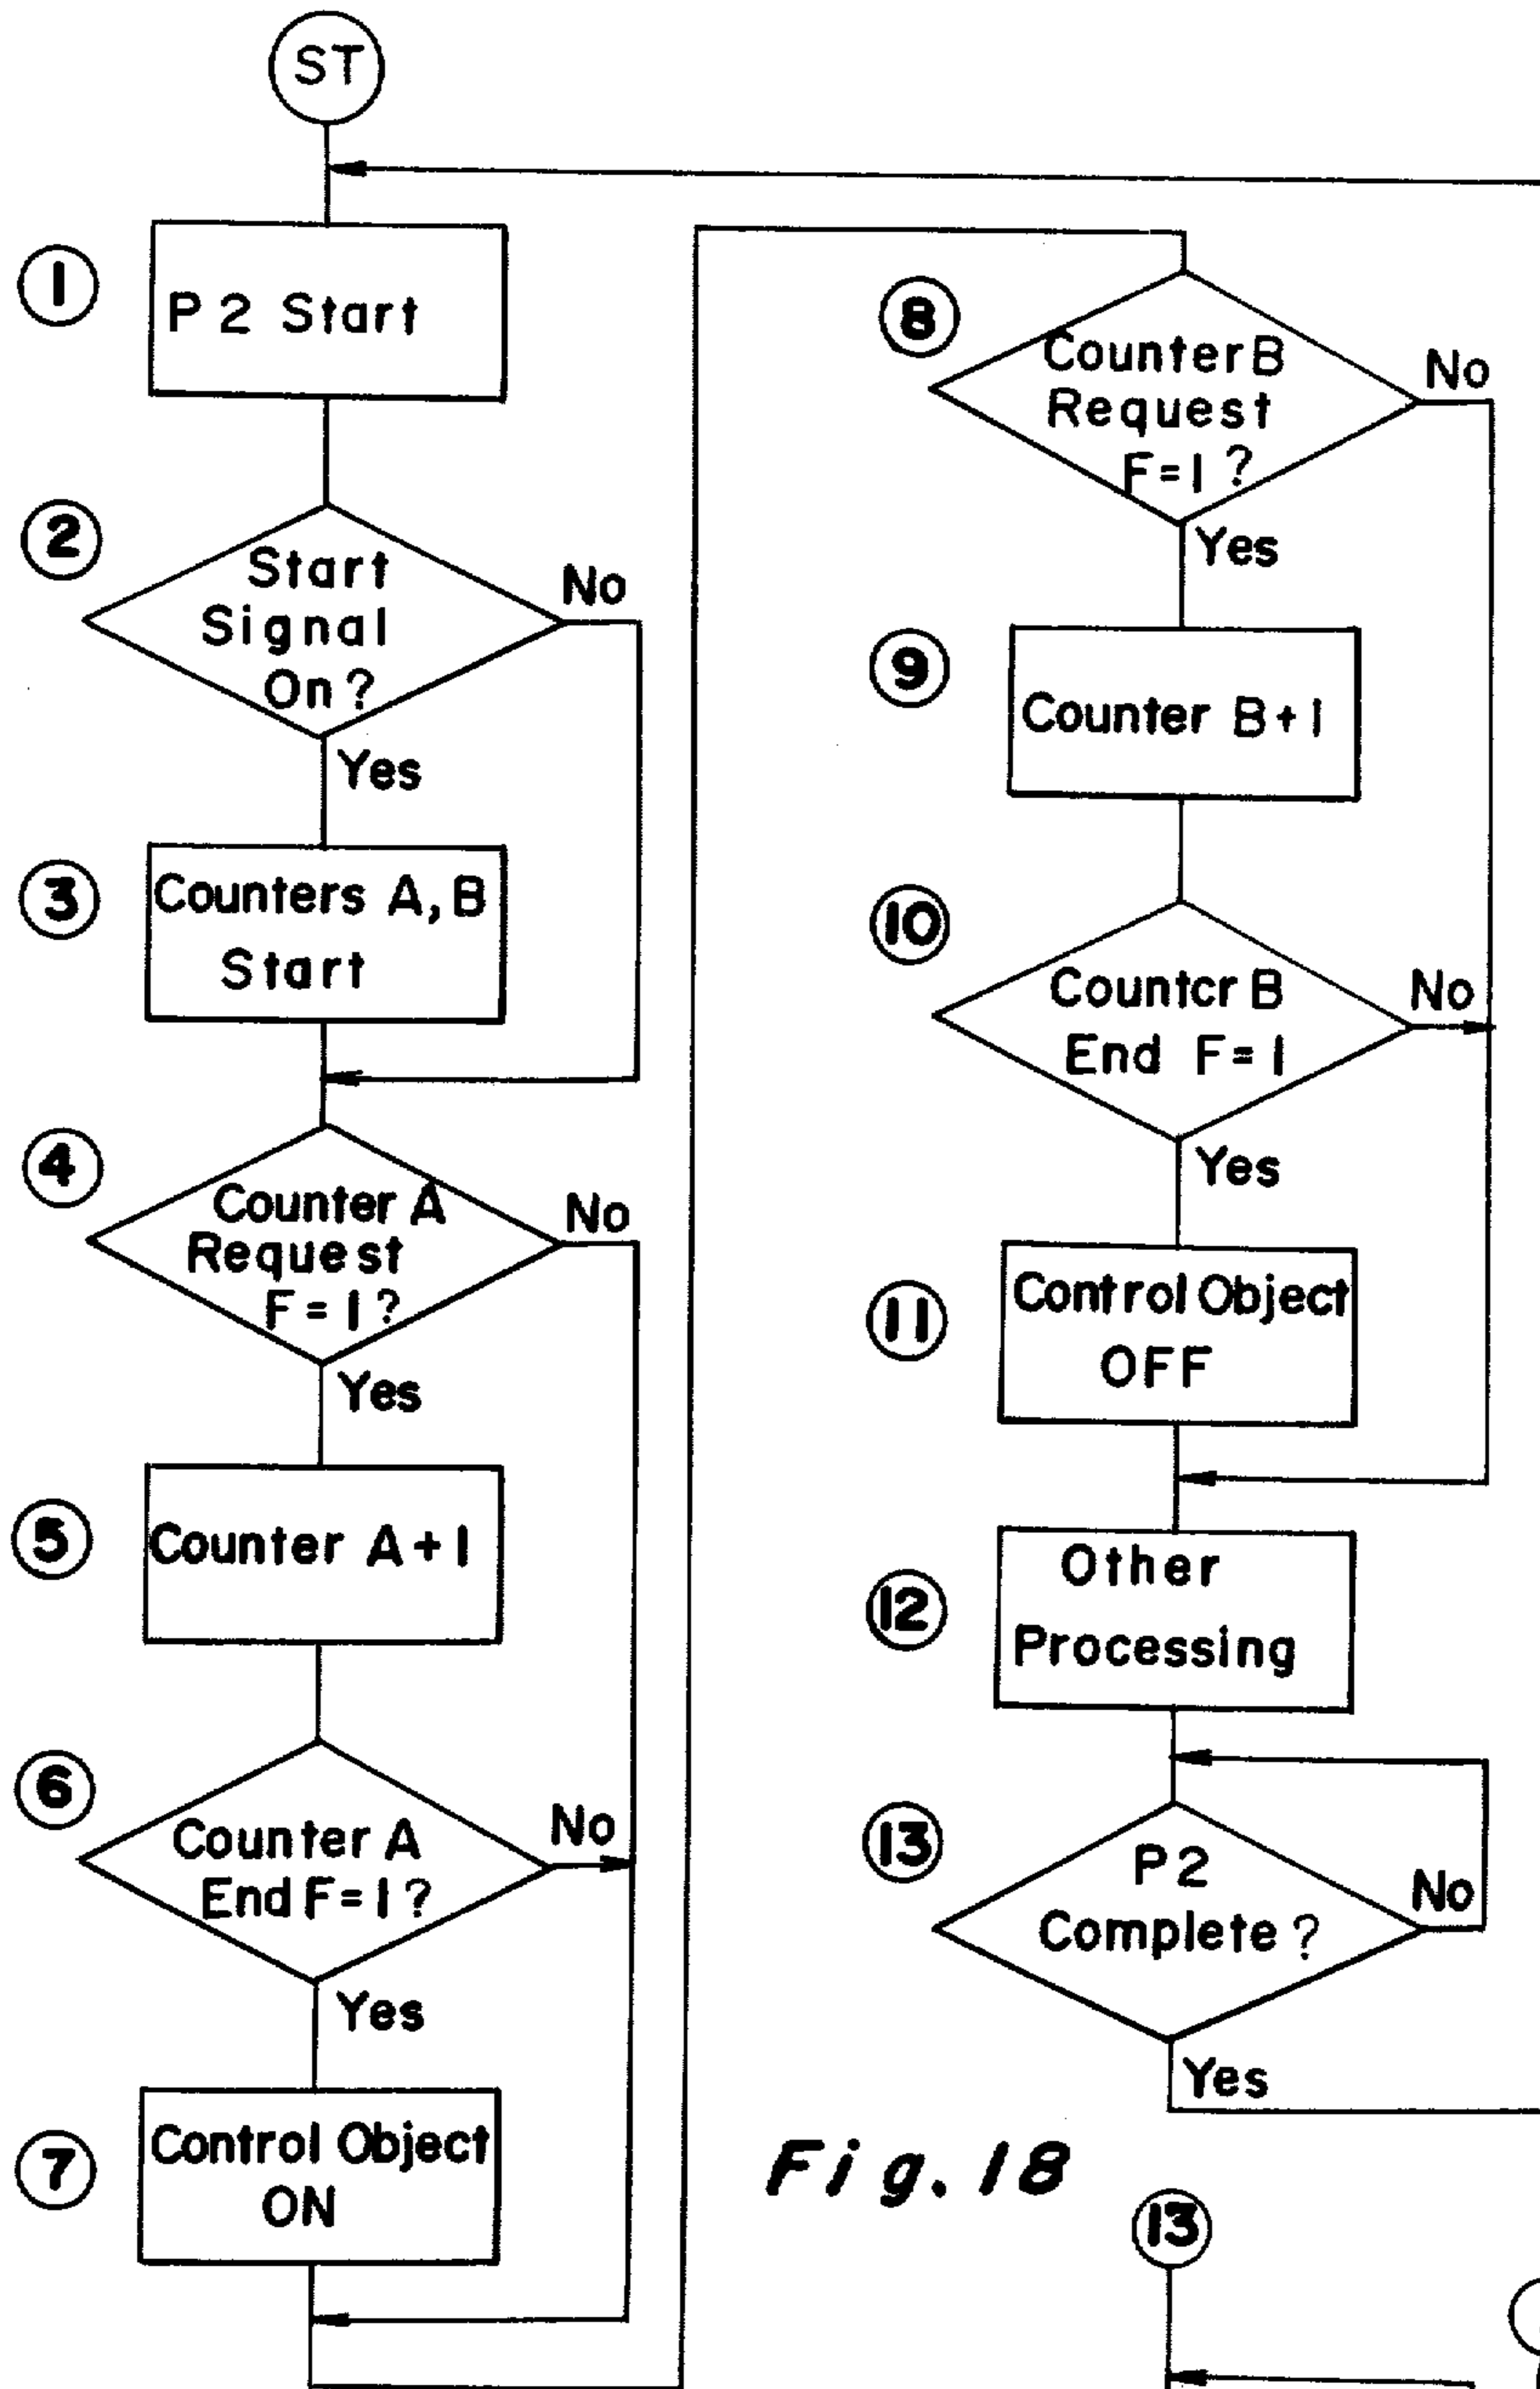 ST
1
P 2 Start
2
Start
Signal
On ?
No
Yes
3
Counters A, B
Start
4
Counter A
Request
F = 1 ?
No
Yes
5
Counter A + 1
6
Counter A
End F = 1 ?
No
Yes
7
Control Object
ON
8
Counter B
Request
F = 1 ?
No
Yes
9
Counter B + 1
10
Countcr B
End F = 1
No
Yes
11
Control Object
OFF
12
Other
Processing
13
P 2
Complete ?
No
Yes
Fig. 18
13